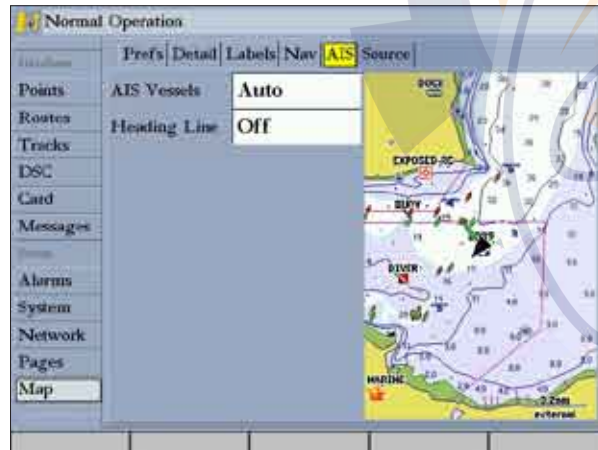 Normal Operation
Prefs Detail Labels Nav AIS Source
Points
Routes
Tracks
DSC
Card
Messages
Alarms
System
Network
Pages
Map
AIS Vessels Auto
Heading Line Off
DOCK
EXPOSED RC
BUOY
DIVER
MARINE
external